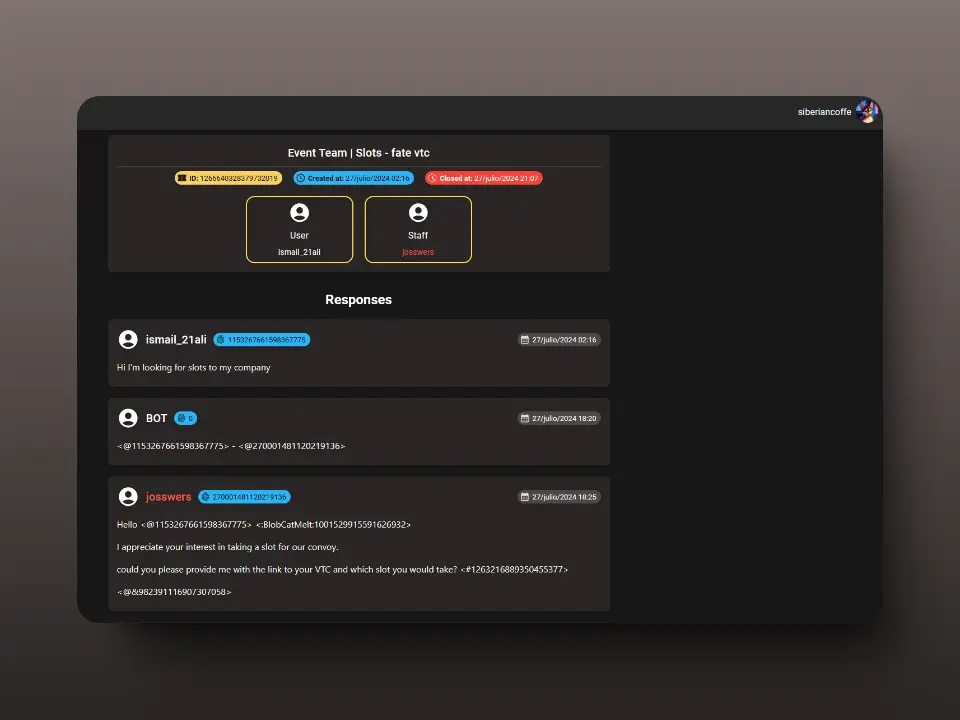 siberiancoffe
Event Team | Slots - fate vtc
ID: 1266640328379732019 Created at: 27/julio/2024 02:16 Closed at: 27/julio/2024 21:07
User Staff
ismail_21ali josswers
Responses
ismail_21ali 1153267661598367775 27/julio/2024 02:16
Hi I'm looking for slots to my company
BOT 0 27/julio/2024 18:20
<@1153267661598367775> - <@270001481120219136>
josswers 270001481120219136 27/julio/2024 18:25
Hello <@1153267661598367775> <:BlobCatMelt:1001529915591626932>
I appreciate your interest in taking a slot for our convoy.
could you please provide me with the link to your VTC and which slot you would take? <#1263216889350455377>
<@&982391116907307058>